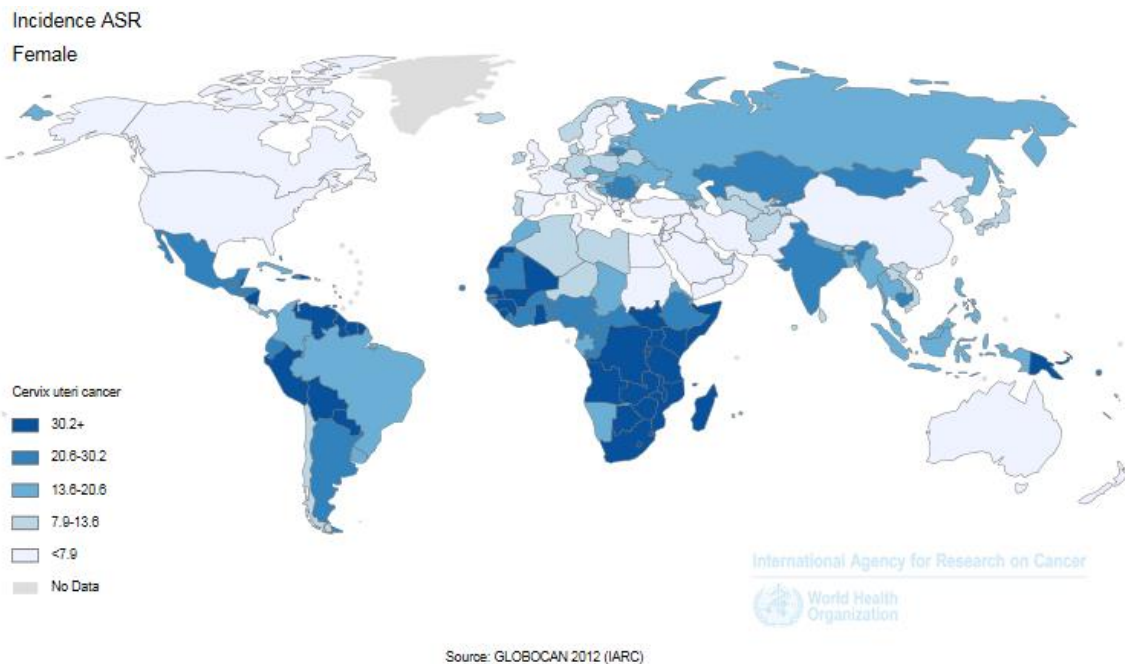 Incidence ASR
Female
Cervix uteri cancer
30.2+
20.6-30.2
13.6-20.6
7.9-13.6
<7.9
No Data
International Agency for Research on Cancer
World Health
Organization
Source: GLOBOCAN 2012 (IARC)